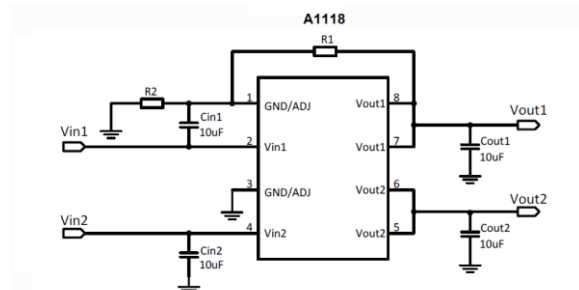 A1118
R1
R2
1
GND/ADJ
Vout1
8
Cin1
10uF
Vin1
2
Vin1
Vout1
7
Vout1
Cout1
10uF
3
GND/ADJ
Vout2
6
Vin2
4
Vin2
Vout2
5
Vout2
Cin2
10uF
Cout2
10uF